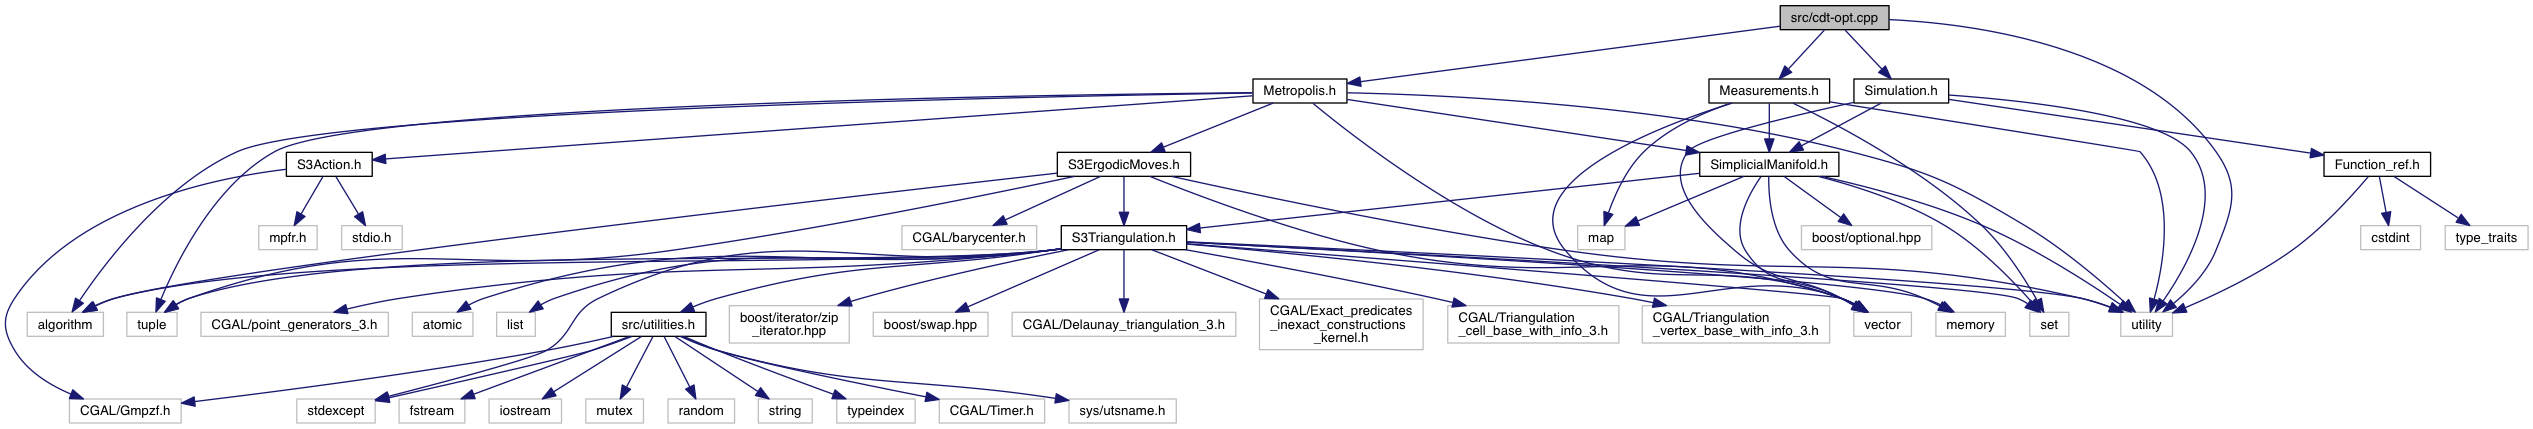 src/cdt-opt.cpp
Metropolis.h
Measurements.h
Simulation.h
S3Action.h
S3ErgodicMoves.h
SimplicialManifold.h
Function_ref.h
mpfr.h
stdio.h
CGAL/barycenter.h
S3Triangulation.h
map
boost/optional.hpp
cstdint
type_traits
algorithm
tuple
CGAL/point_generators_3.h
atomic
list
src/utilities.h
boost/iterator/zip
_iterator.hpp
boost/swap.hpp
CGAL/Delaunay_triangulation_3.h
CGAL/Exact_predicates
_inexact_constructions
_kernel.h
CGAL/Triangulation
_cell_base_with_info_3.h
CGAL/Triangulation
_vertex_base_with_info_3.h
vector
memory
set
utility
CGAL/Gmpzf.h
stdexcept
fstream
iostream
mutex
random
string
typeindex
CGAL/Timer.h
sys/utsname.h